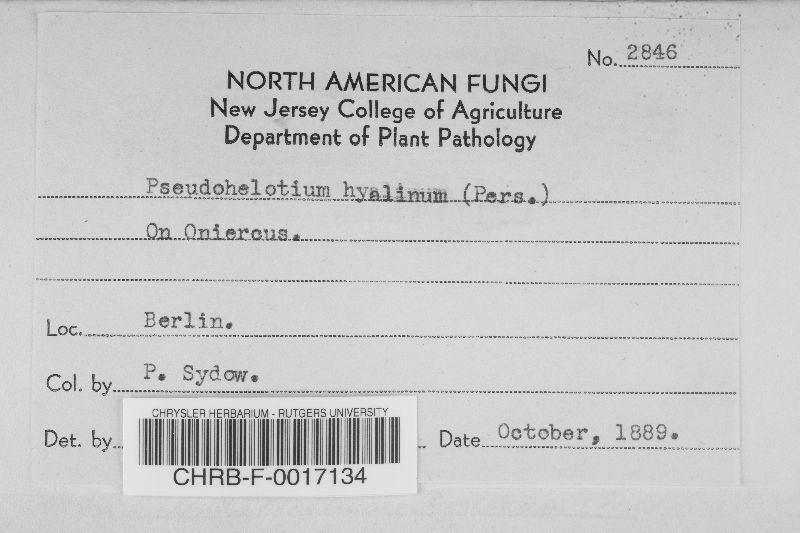 No. 2846
NORTH AMERICAN FUNGI
New Jersey College of Agriculture
Department of Plant Pathology
Pseudohelotium hyalinum (Pers.)
On Oniercus.
Loc. Berlin.
Col. by P. Sydow.
Det. by Date October, 1889.
CHRYSLER HERBARIUM - RUTGERS UNIVERSITY
CHRB-F-0017134